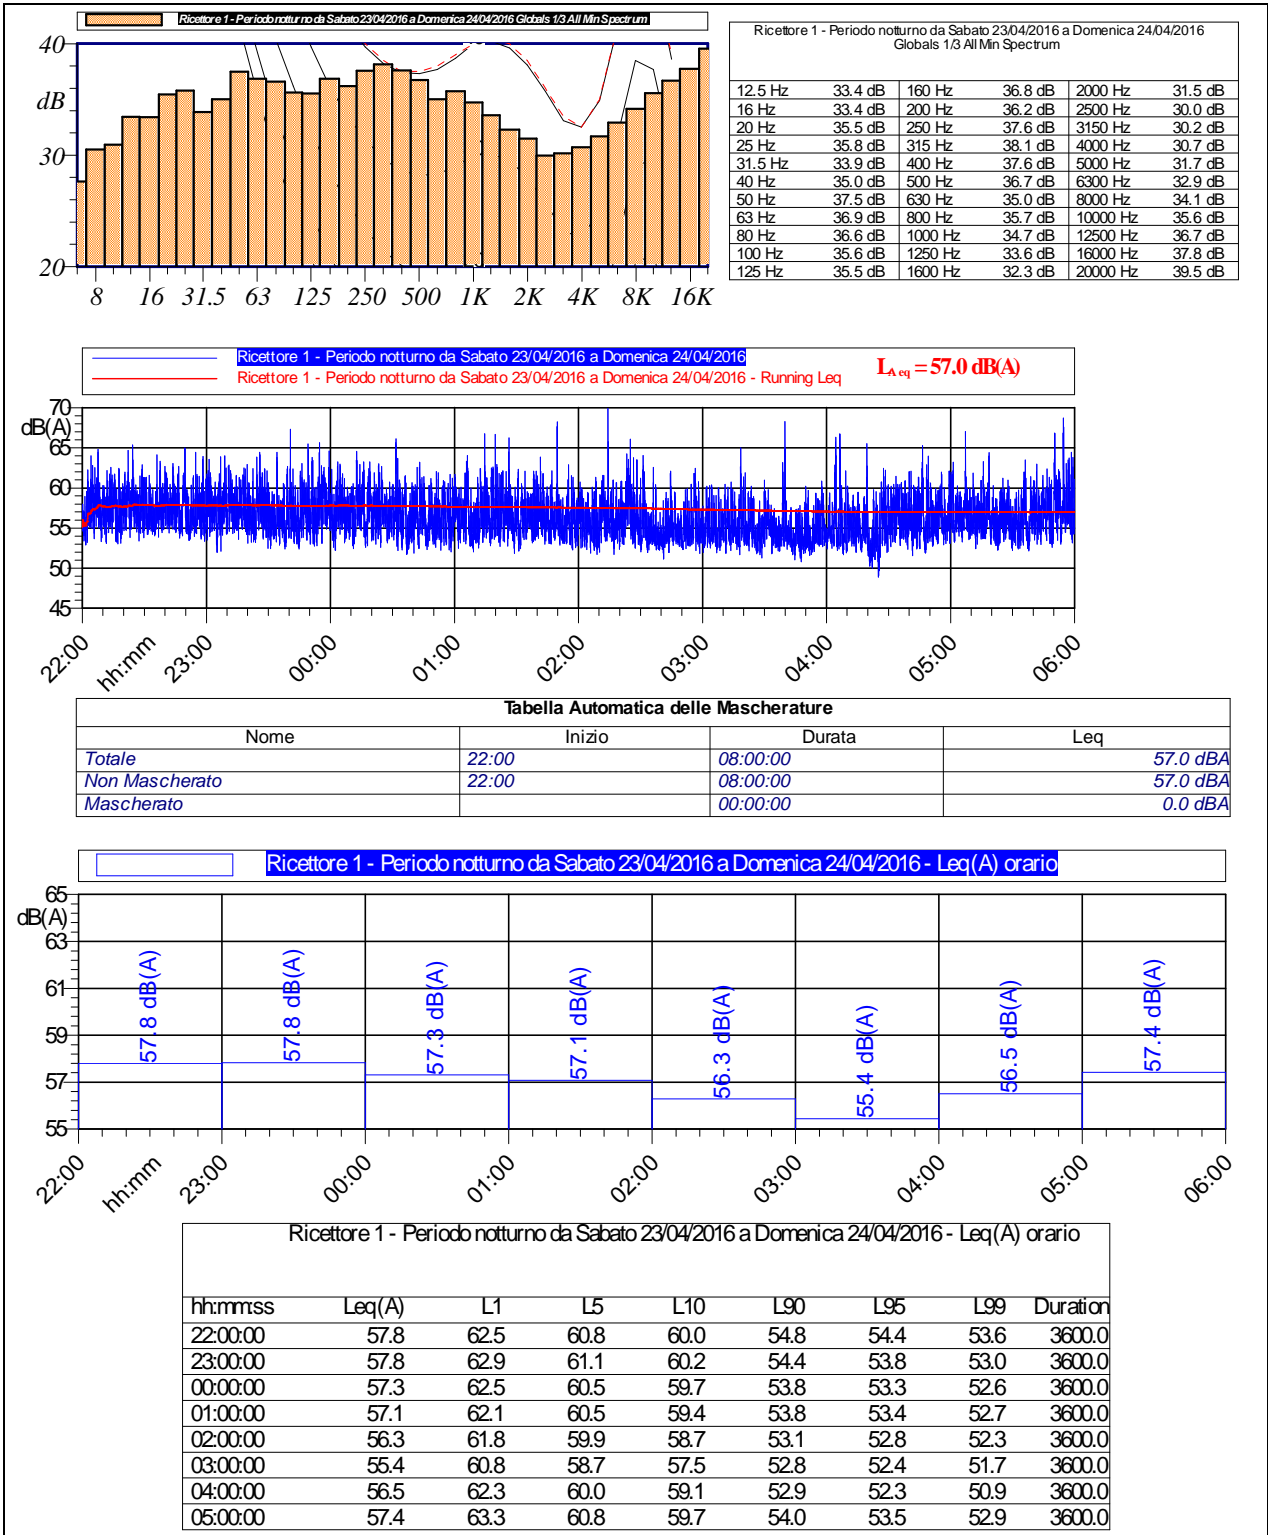 Ricettore 1 - Periodo notturno da Sabato 23/04/2016 a Domenica 24/04/2016 Globals 1/3 All Min Spectrum
40
dB
30
20
8 16 31.5 63 125 250 500 1K 2K 4K 8K 16K
Ricettore 1 - Periodo notturno da Sabato 23/04/2016 a Domenica 24/04/2016
Globals 1/3 All Min Spectrum
12.5 Hz 33.4 dB 160 Hz 36.8 dB 2000 Hz 31.5 dB
16 Hz 33.4 dB 200 Hz 36.2 dB 2500 Hz 30.0 dB
20 Hz 35.5 dB 250 Hz 37.6 dB 3150 Hz 30.2 dB
25 Hz 35.8 dB 315 Hz 38.1 dB 4000 Hz 30.7 dB
31.5 Hz 33.9 dB 400 Hz 37.6 dB 5000 Hz 31.7 dB
40 Hz 35.0 dB 500 Hz 36.7 dB 6300 Hz 32.9 dB
50 Hz 37.5 dB 630 Hz 35.0 dB 8000 Hz 34.1 dB
63 Hz 36.9 dB 800 Hz 35.7 dB 10000 Hz 35.6 dB
80 Hz 36.6 dB 1000 Hz 34.7 dB 12500 Hz 36.7 dB
100 Hz 35.6 dB 1250 Hz 33.6 dB 16000 Hz 37.8 dB
125 Hz 35.5 dB 1600 Hz 32.3 dB 20000 Hz 39.5 dB
Ricettore 1 - Periodo notturno da Sabato 23/04/2016 a Domenica 24/04/2016
Ricettore 1 - Periodo notturno da Sabato 23/04/2016 a Domenica 24/04/2016 - Running Leq
LA eq = 57.0 dB(A)
70
dB(A)
65
60
55
50
45
22:00 hh:mm 23:00 00:00 01:00 02:00 03:00 04:00 05:00 06:00
Tabella Automatica delle Mascherature
Nome Inizio Durata Leq
Totale 22:00 08:00:00 57.0 dBA
Non Mascherato 22:00 08:00:00 57.0 dBA
Mascherato 00:00:00 0.0 dBA
Ricettore 1 - Periodo notturno da Sabato 23/04/2016 a Domenica 24/04/2016 - Leq(A) orario
65
dB(A)
63
61
59
57
55
57.8 dB(A) 57.8 dB(A) 57.3 dB(A) 57.1 dB(A) 56.3 dB(A) 55.4 dB(A) 56.5 dB(A) 57.4 dB(A)
22:00 hh:mm 23:00 00:00 01:00 02:00 03:00 04:00 05:00 06:00
Ricettore 1 - Periodo notturno da Sabato 23/04/2016 a Domenica 24/04/2016 - Leq(A) orario
hh:mm:ss Leq(A) L1 L5 L10 L90 L95 L99 Duration
22:00:00 57.8 62.5 60.8 60.0 54.8 54.4 53.6 3600.0
23:00:00 57.8 62.9 61.1 60.2 54.4 53.8 53.0 3600.0
00:00:00 57.3 62.5 60.5 59.7 53.8 53.3 52.6 3600.0
01:00:00 57.1 62.1 60.5 59.4 53.8 53.4 52.7 3600.0
02:00:00 56.3 61.8 59.9 58.7 53.1 52.8 52.3 3600.0
03:00:00 55.4 60.8 58.7 57.5 52.8 52.4 51.7 3600.0
04:00:00 56.5 62.3 60.0 59.1 52.9 52.3 50.9 3600.0
05:00:00 57.4 63.3 60.8 59.7 54.0 53.5 52.9 3600.0